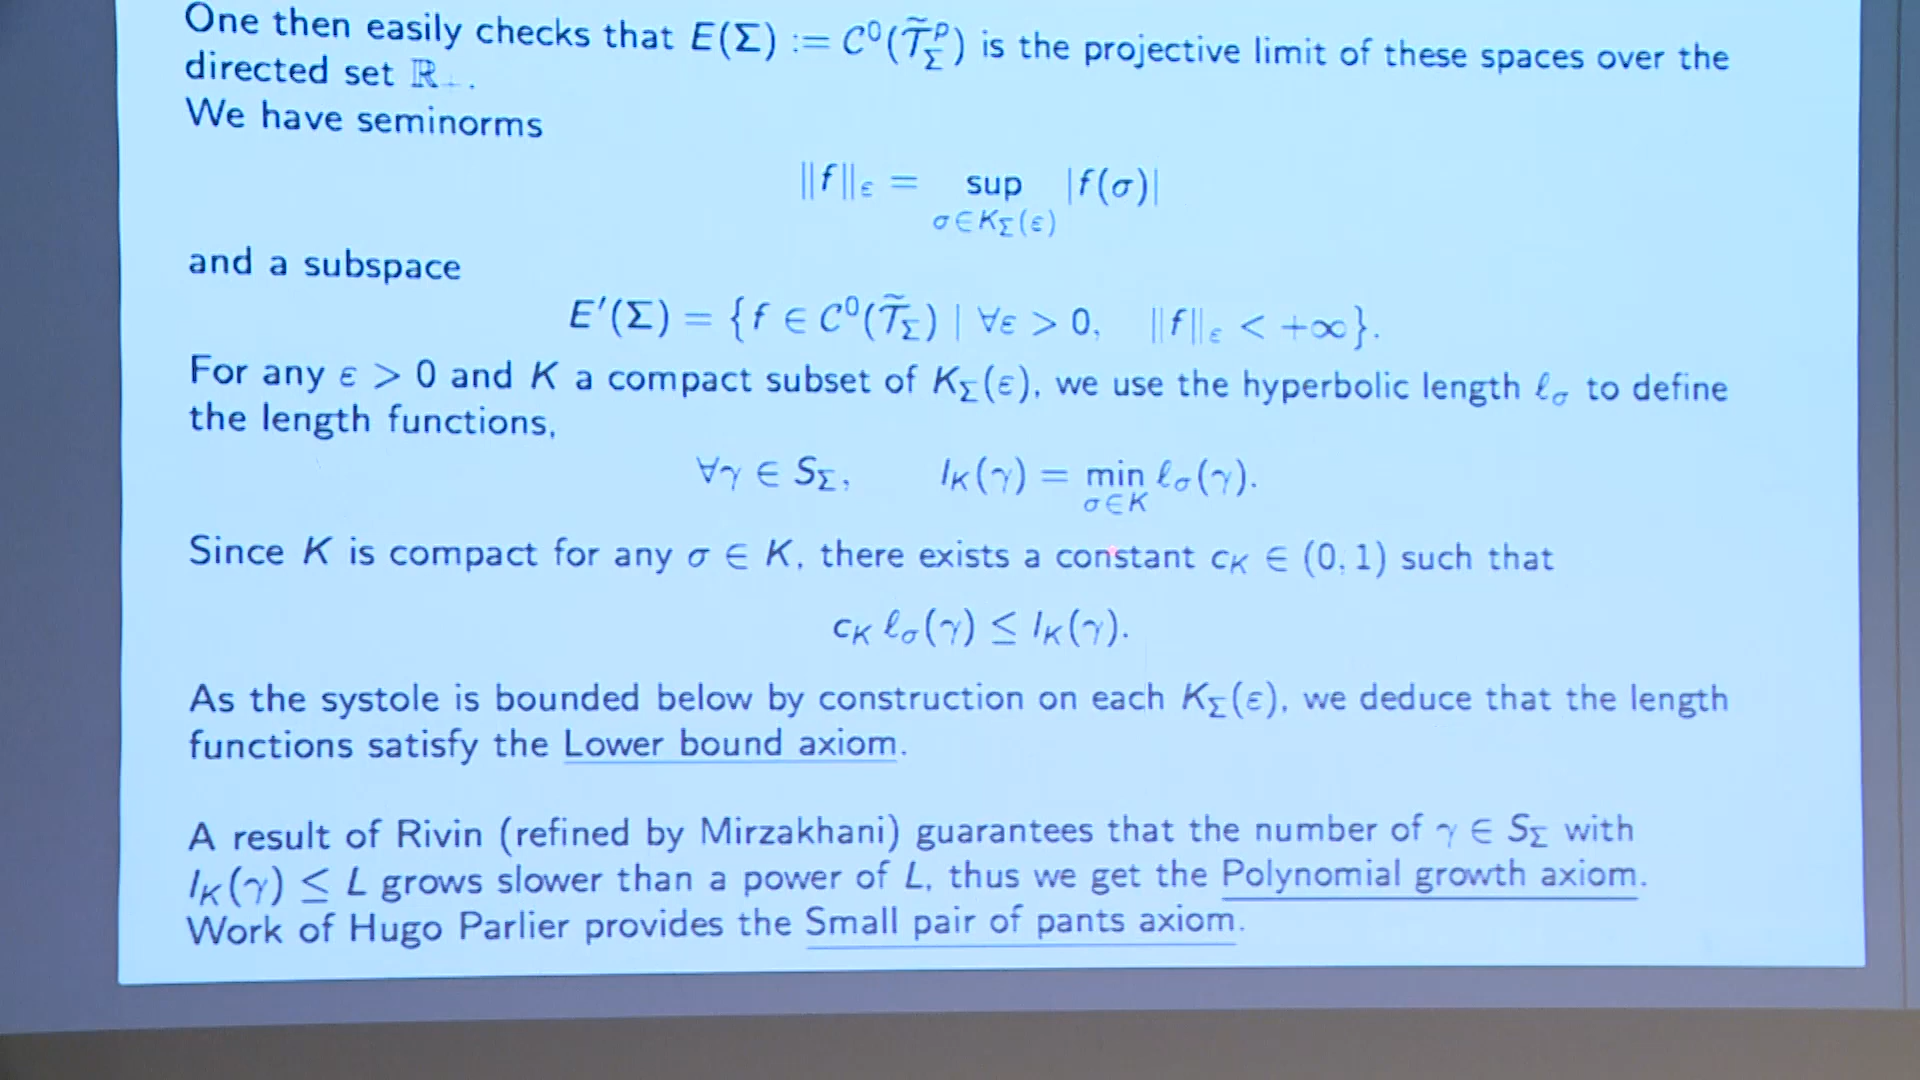 One then easily checks that E(Σ) := C⁰(T̃ᵖ_Σ) is the projective limit of these spaces over the
directed set ℝ₊.
We have seminorms
‖f‖_ε = sup_{σ∈K_Σ(ε)} |f(σ)|
and a subspace
E′(Σ) = {f ∈ C⁰(T̃_Σ) | ∀ε > 0, ‖f‖_ε < +∞}.
For any ε > 0 and K a compact subset of K_Σ(ε), we use the hyperbolic length ℓ_σ to define
the length functions,
∀γ ∈ S_Σ, l_K(γ) = min_{σ∈K} ℓ_σ(γ).
Since K is compact for any σ ∈ K, there exists a constant c_K ∈ (0, 1) such that
c_K ℓ_σ(γ) ≤ l_K(γ).
As the systole is bounded below by construction on each K_Σ(ε), we deduce that the length
functions satisfy the Lower bound axiom.
A result of Rivin (refined by Mirzakhani) guarantees that the number of γ ∈ S_Σ with
l_K(γ) ≤ L grows slower than a power of L, thus we get the Polynomial growth axiom.
Work of Hugo Parlier provides the Small pair of pants axiom.